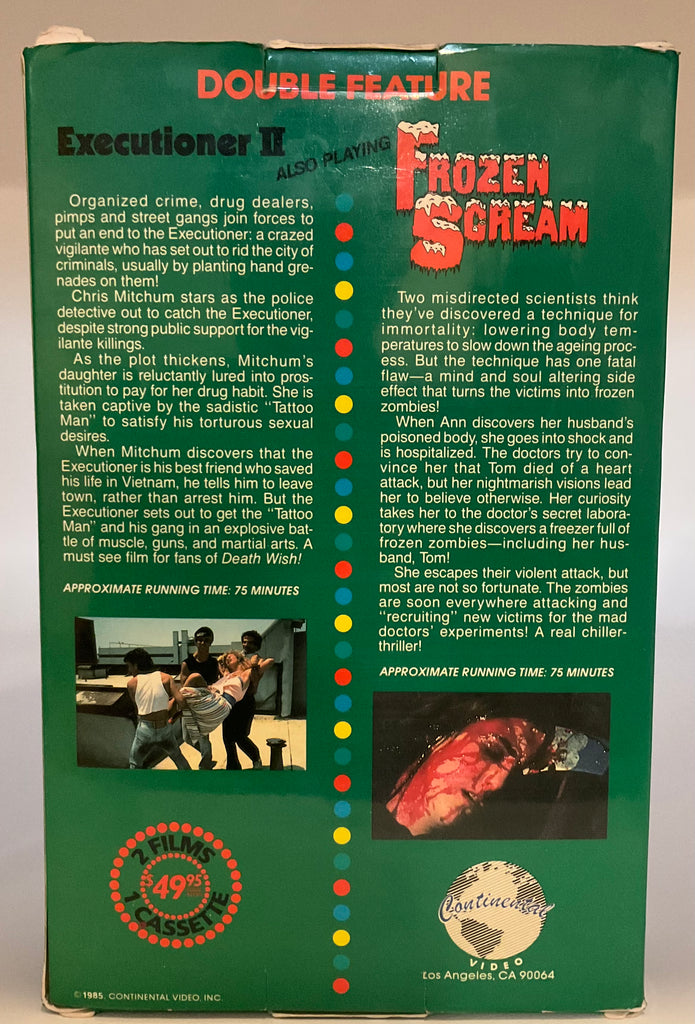 DOUBLE FEATURE
Executioner II
ALSO PLAYING
FROZEN
SCREAM
Organized crime, drug dealers,
pimps and street gangs join forces to
put an end to the Executioner: a crazed
vigilante who has set out to rid the city of
criminals, usually by planting hand gre-
nades on them!
Chris Mitchum stars as the police
detective out to catch the Executioner,
despite strong public support for the vig-
ilante killings.
As the plot thickens, Mitchum's
daughter is reluctantly lured into pros-
titution to pay for her drug habit. She is
taken captive by the sadistic "Tattoo
Man" to satisfy his torturous sexual
desires.
When Mitchum discovers that the
Executioner is his best friend who saved
his life in Vietnam, he tells him to leave
town, rather than arrest him. But the
Executioner sets out to get the "Tattoo
Man" and his gang in an explosive bat-
tle of muscle, guns, and martial arts. A
must see film for fans of Death Wish!
APPROXIMATE RUNNING TIME: 75 MINUTES
Two misdirected scientists think
they've discovered a technique for
immortality: lowering body tem-
peratures to slow down the ageing proc-
ess. But the technique has one fatal
flaw—a mind and soul altering side
effect that turns the victims into frozen
zombies!
When Ann discovers her husband's
poisoned body, she goes into shock and
is hospitalized. The doctors try to con-
vince her that Tom died of a heart
attack, but her nightmarish visions lead
her to believe otherwise. Her curiosity
takes her to the doctor's secret labora-
tory where she discovers a freezer full of
frozen zombies—including her hus-
band, Tom!
She escapes their violent attack, but
most are not so fortunate. The zombies
are soon everywhere attacking and
"recruiting" new victims for the mad
doctors' experiments! A real chiller-
thriller!
APPROXIMATE RUNNING TIME: 75 MINUTES
2 FILMS
$49.95
1 CASSETTE
Continental
VIDEO
Los Angeles, CA 90064
©1985, CONTINENTAL VIDEO, INC.